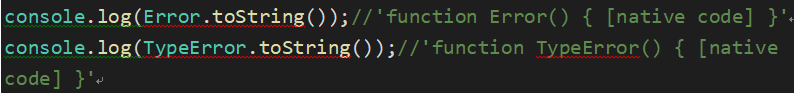 console.log(Error.toString());//'function Error() { [native code] }'
console.log(TypeError.toString());//'function TypeError() { [native
code] }'